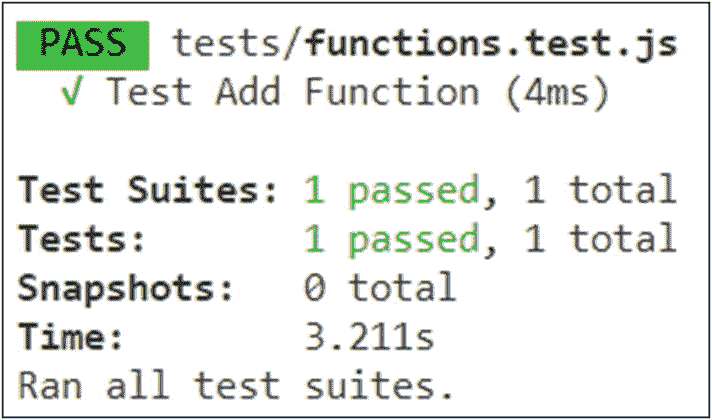 PASS tests/functions.test.js
√ Test Add Function (4ms)
Test Suites: 1 passed, 1 total
Tests: 1 passed, 1 total
Snapshots: 0 total
Time: 3.211s
Ran all test suites.